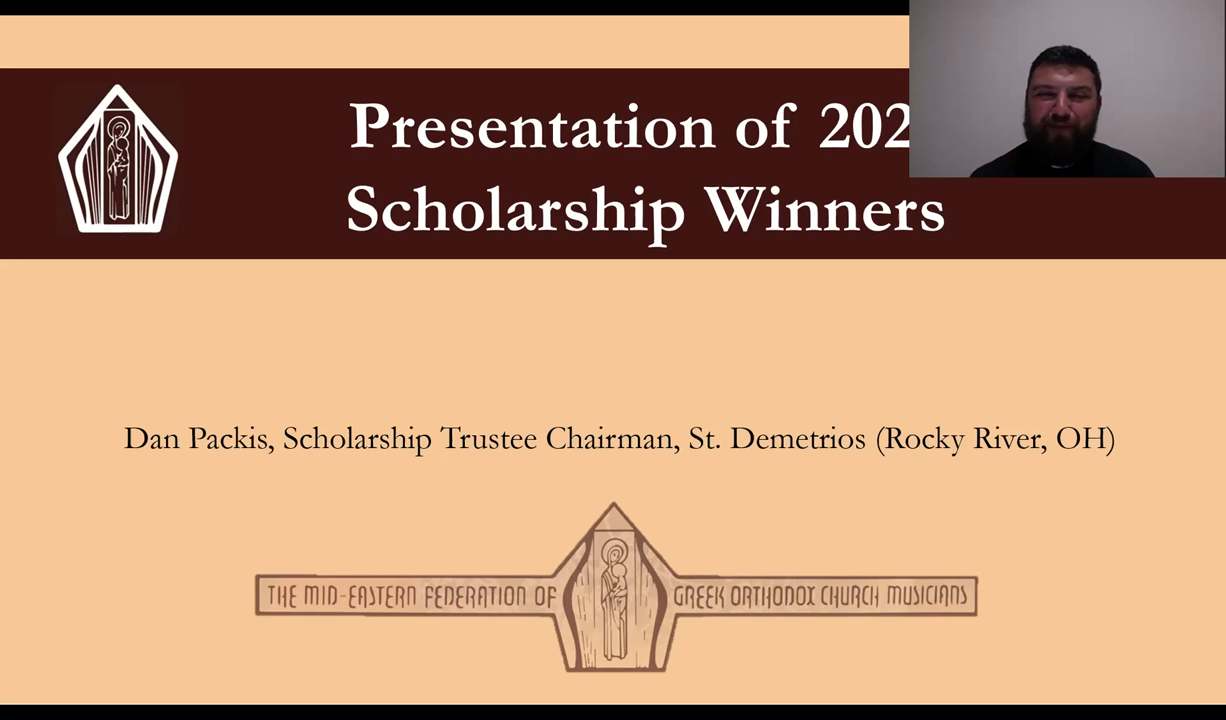 Presentation of 202
Scholarship Winners
Dan Packis, Scholarship Trustee Chairman, St. Demetrios (Rocky River, OH)
THE MID-EASTERN FEDERATION OF GREEK ORTHODOX CHURCH MUSICIANS